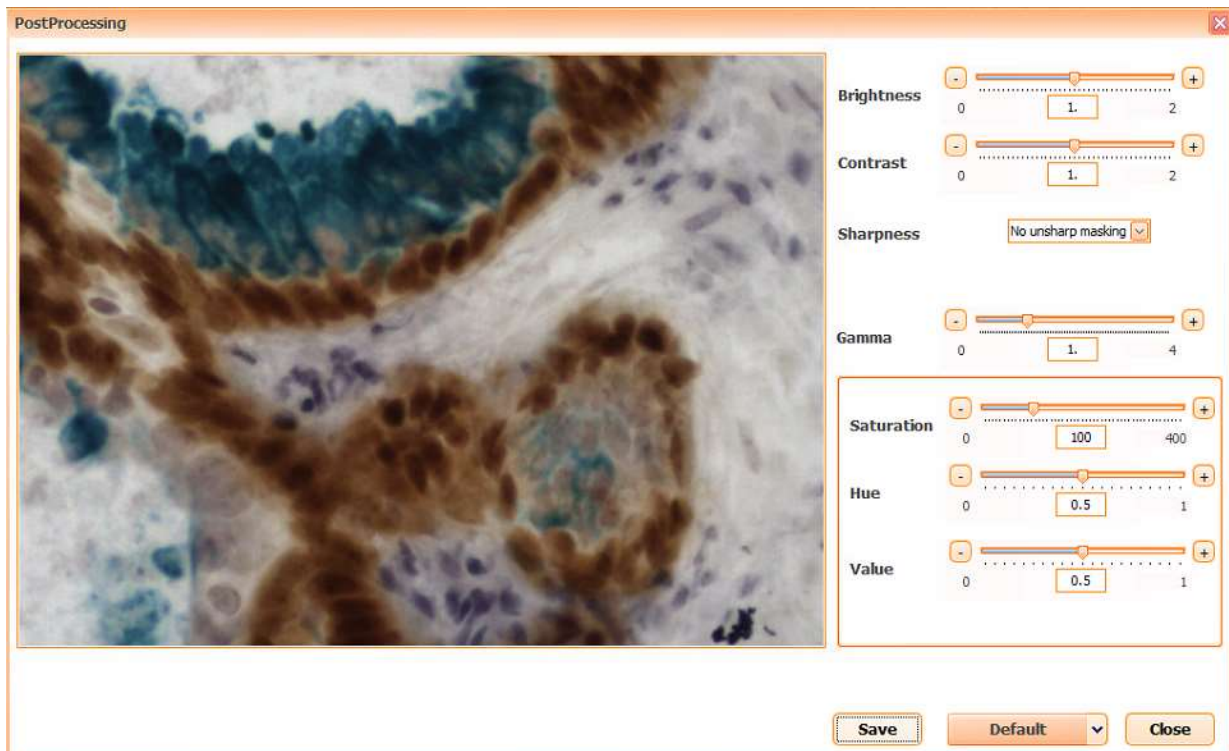 PostProcessing
Brightness
- +
0 1. 2
Contrast
- +
0 1. 2
Sharpness No unsharp masking
Gamma
- +
0 1. 4
Saturation
- +
0 100 400
Hue
- +
0 0.5 1
Value
- +
0 0.5 1
Save Default Close